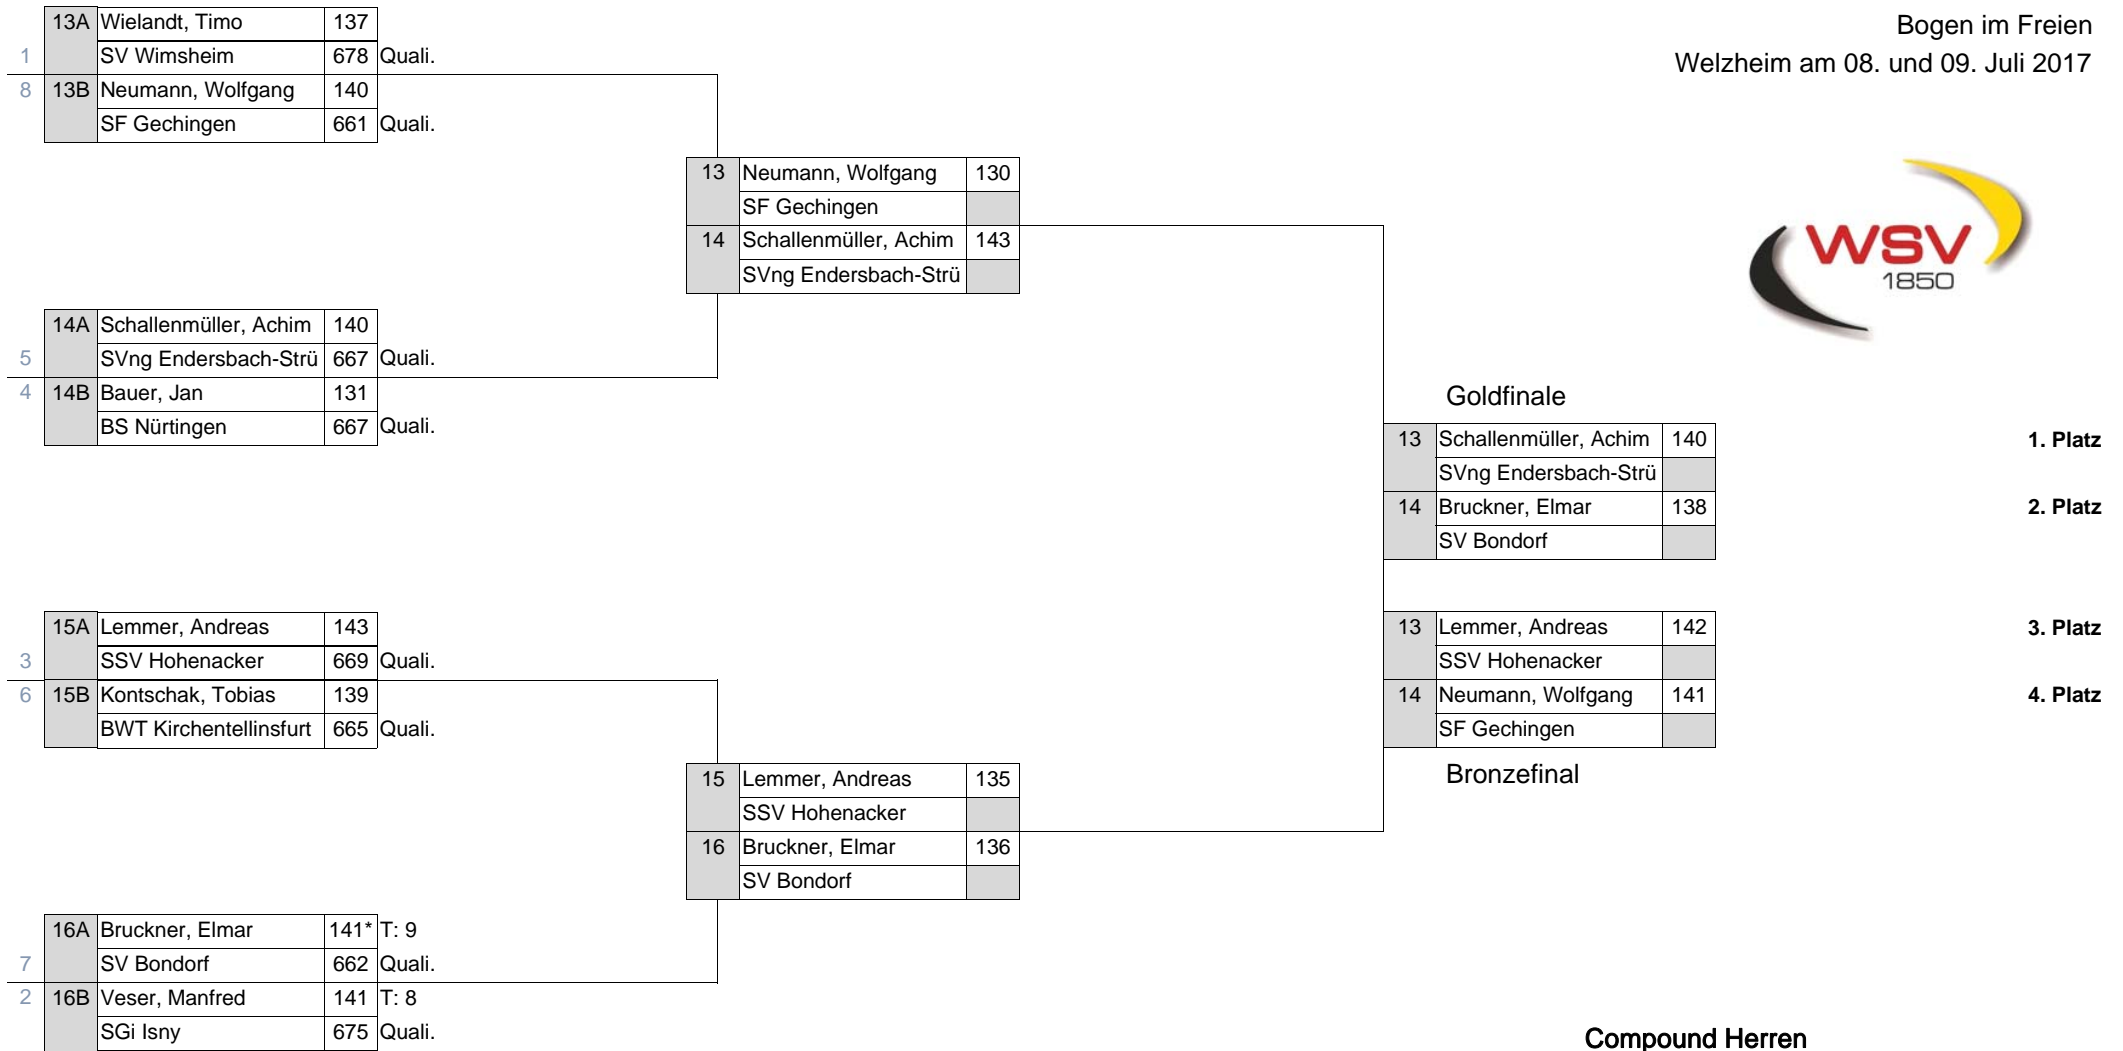 Bogen im Freien
Welzheim am 08. und 09. Juli 2017
WSV
1850
13A Wielandt, Timo 137
1 SV Wimsheim 678 Quali.
8 13B Neumann, Wolfgang 140
SF Gechingen 661 Quali.
13 Neumann, Wolfgang 130
SF Gechingen
14 Schallenmüller, Achim 143
SVng Endersbach-Strü
14A Schallenmüller, Achim 140
5 SVng Endersbach-Strü 667 Quali.
4 14B Bauer, Jan 131
BS Nürtingen 667 Quali.
Goldfinale
13 Schallenmüller, Achim 140 1. Platz
SVng Endersbach-Strü
14 Bruckner, Elmar 138 2. Platz
SV Bondorf
15A Lemmer, Andreas 143
3 SSV Hohenacker 669 Quali.
6 15B Kontschak, Tobias 139
BWT Kirchentellinsfurt 665 Quali.
13 Lemmer, Andreas 142 3. Platz
SSV Hohenacker
14 Neumann, Wolfgang 141 4. Platz
SF Gechingen
Bronzefinal
15 Lemmer, Andreas 135
SSV Hohenacker
16 Bruckner, Elmar 136
SV Bondorf
16A Bruckner, Elmar 141* T: 9
7 SV Bondorf 662 Quali.
2 16B Veser, Manfred 141 T: 8
SGi Isny 675 Quali.
Compound Herren